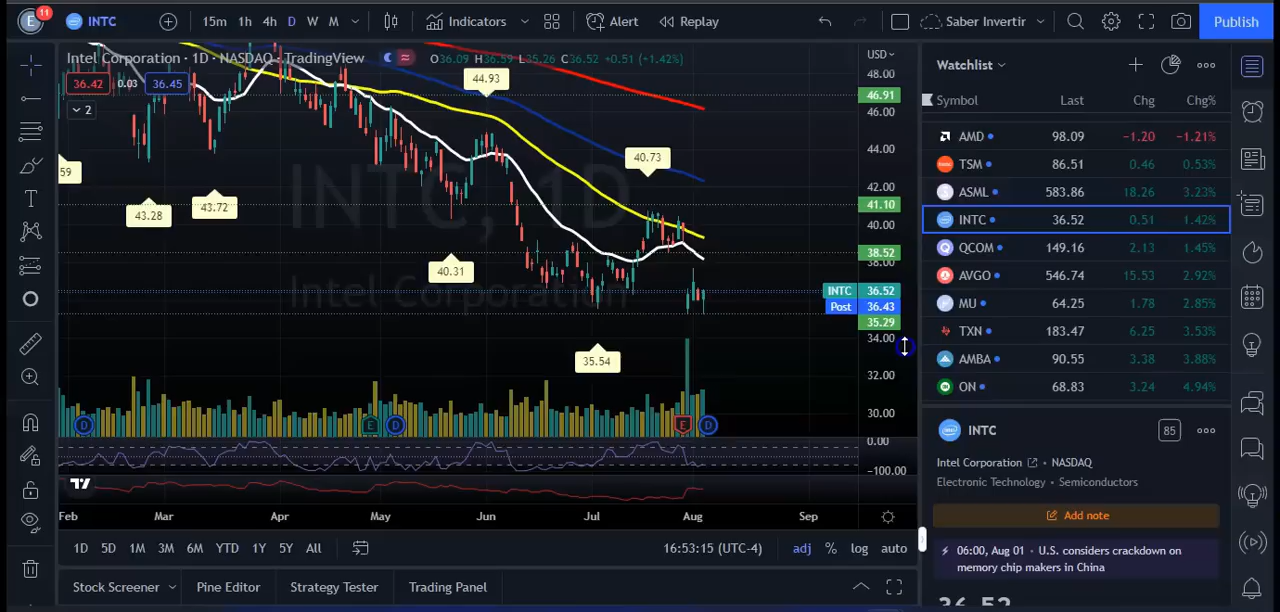 E 11 INTC 15m 1h 4h D W M Indicators Alert Replay Saber Invertir Publish
Intel Corporation · 1D · NASDAQ · TradingView O36.09 H36.59 L35.26 C36.52 +0.51 (+1.42%)
36.42 0.03 36.45
2
USD
48.00
46.91
46.00
44.00
42.00
41.10
40.00
38.52
38.00
INTC 36.52
Post 36.43
35.29
34.00
32.00
30.00
0.00
-100.00
INTC, 1D
Intel Corporation
59
43.28
43.72
40.31
44.93
35.54
40.73
D E D E D
Feb Mar Apr May Jun Jul Aug Sep
1D 5D 1M 3M 6M YTD 1Y 5Y All 16:53:15 (UTC-4) adj % log auto
Stock Screener Pine Editor Strategy Tester Trading Panel
Watchlist
Symbol Last Chg Chg%
AMD 98.09 -1.20 -1.21%
TSM 86.51 0.46 0.53%
ASML 583.86 18.26 3.23%
INTC 36.52 0.51 1.42%
QCOM 149.16 2.13 1.45%
AVGO 546.74 15.53 2.92%
MU 64.25 1.78 2.85%
TXN 183.47 6.25 3.53%
AMBA 90.55 3.38 3.88%
ON 68.83 3.24 4.94%
INTC 85
Intel Corporation • NASDAQ
Electronic Technology • Semiconductors
Add note
06:00, Aug 01 • U.S. considers crackdown on
memory chip makers in China
36.52